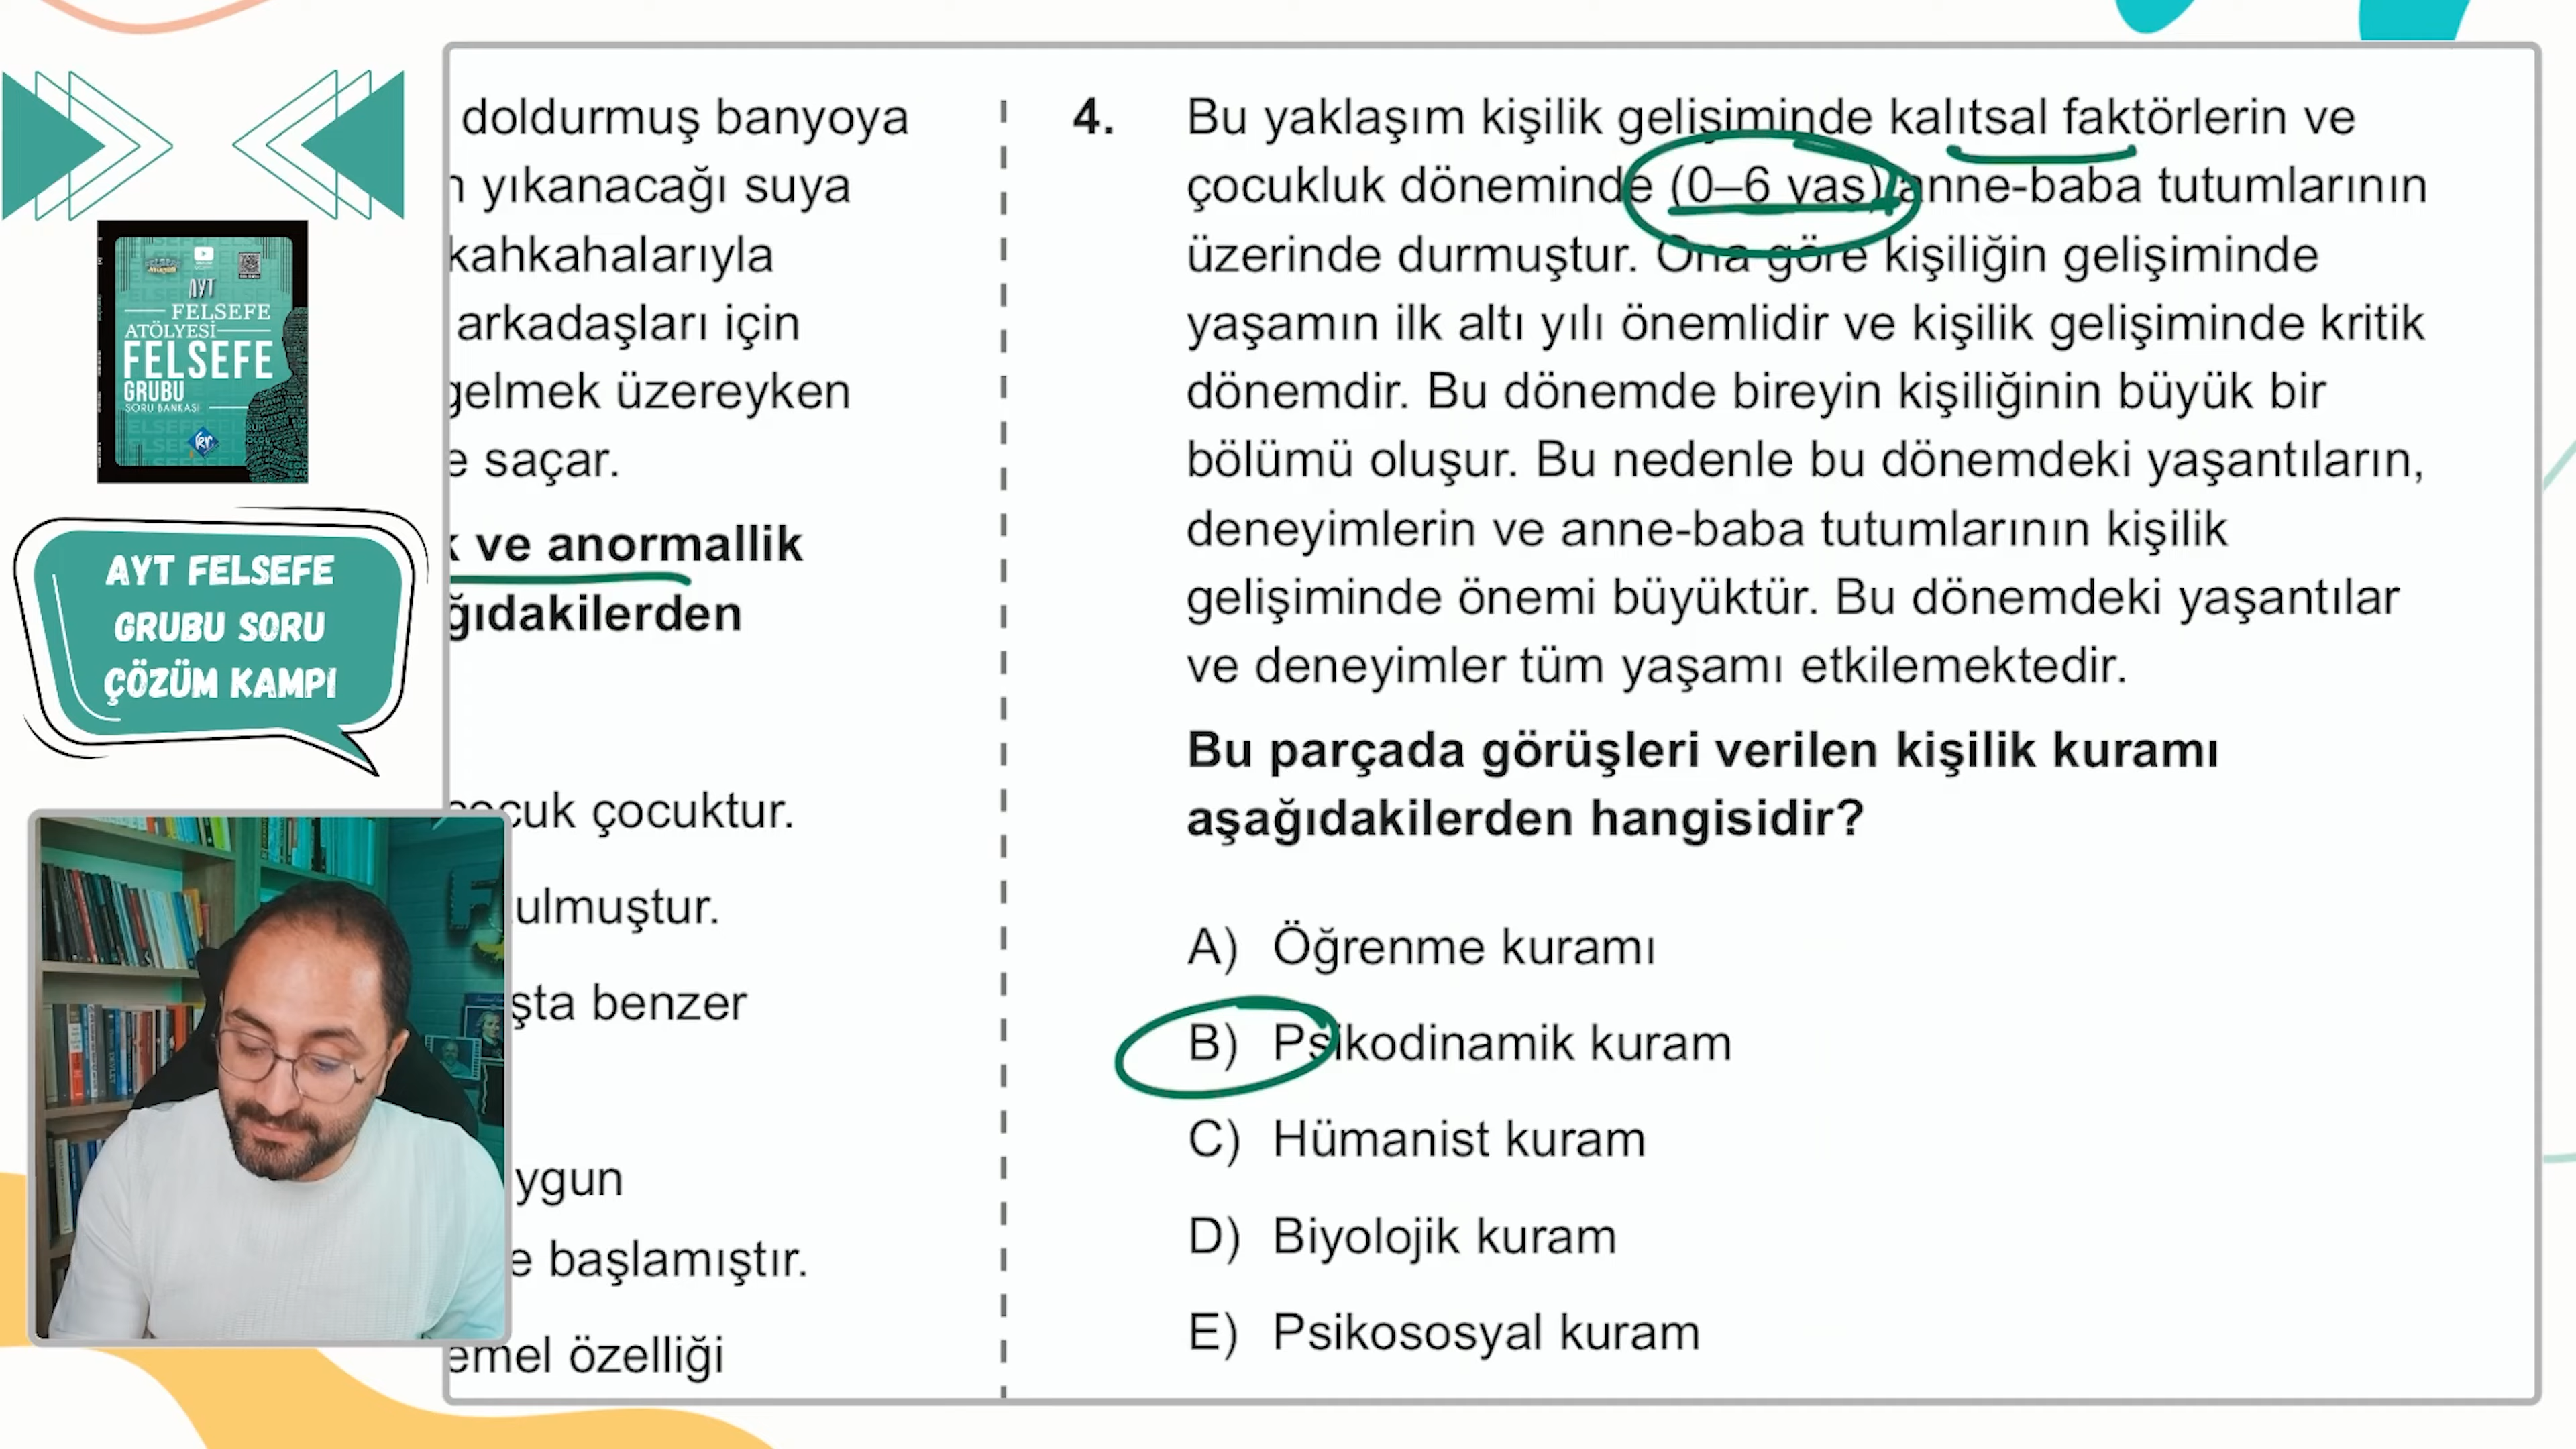 AYT
FELSEFE
ATÖLYESİ
FELSEFE
GRUBU
SORU BANKASI
AYT FELSEFE
GRUBU SORU
ÇÖZÜM KAMPI
doldurmuş banyoya
yıkanacağı suya
kahkahalarıyla
arkadaşları için
gelmek üzereyken
e saçar.
k ve anormallik
ğıdakilerden
cuk çocuktur.
ulmuştur.
şta benzer
ygun
e başlamıştır.
emel özelliği
4. Bu yaklaşım kişilik gelişiminde kalıtsal faktörlerin ve
çocukluk döneminde (0–6 yaş) anne-baba tutumlarının
üzerinde durmuştur. Ona göre kişiliğin gelişiminde
yaşamın ilk altı yılı önemlidir ve kişilik gelişiminde kritik
dönemdir. Bu dönemde bireyin kişiliğinin büyük bir
bölümü oluşur. Bu nedenle bu dönemdeki yaşantıların,
deneyimlerin ve anne-baba tutumlarının kişilik
gelişiminde önemi büyüktür. Bu dönemdeki yaşantılar
ve deneyimler tüm yaşamı etkilemektedir.
Bu parçada görüşleri verilen kişilik kuramı
aşağıdakilerden hangisidir?
A) Öğrenme kuramı
B) Psikodinamik kuram
C) Hümanist kuram
D) Biyolojik kuram
E) Psikososyal kuram